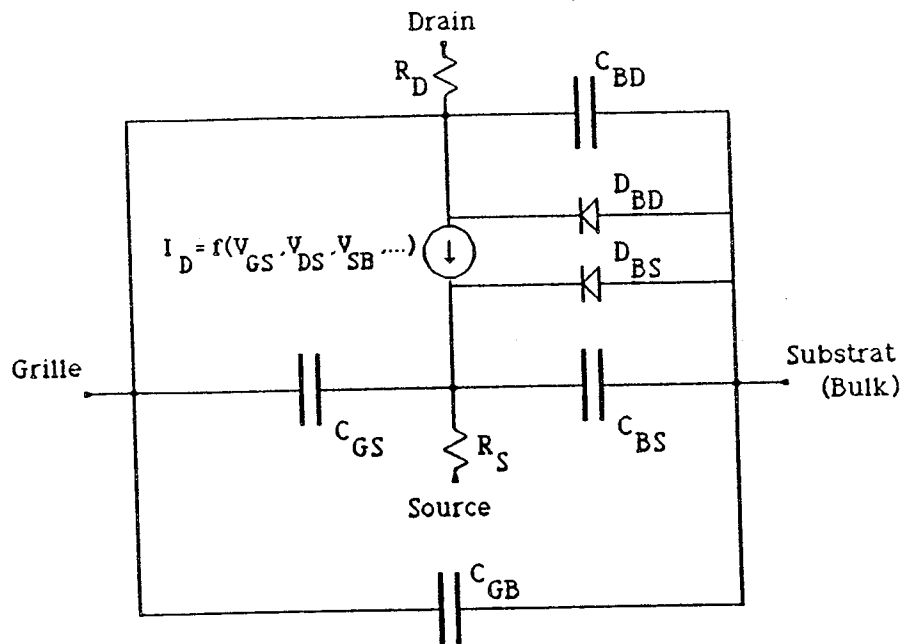 Drain
R_D
C_BD
D_BD
I_D = f(V_GS, V_DS, V_SB, ....)
D_BS
Grille
Substrat
(Bulk)
C_GS
R_S
C_BS
Source
C_GB